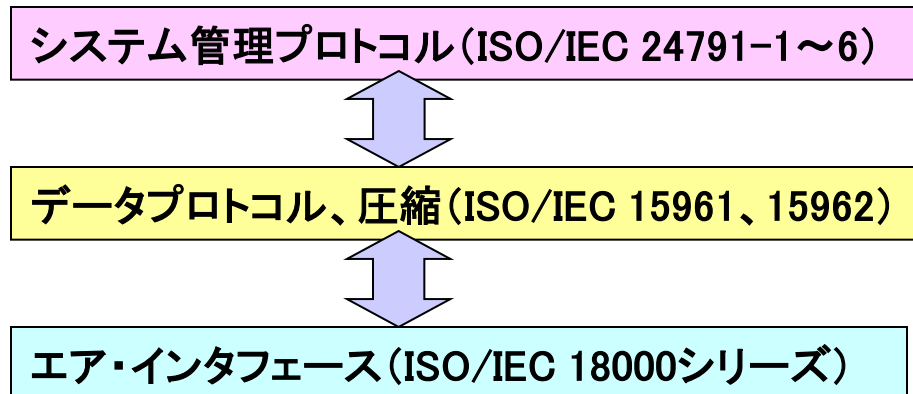 システム管理プロトコル（ISO/IEC 24791-1～6）
データプロトコル、圧縮（ISO/IEC 15961、15962）
エア・インタフェース（ISO/IEC 18000シリーズ）